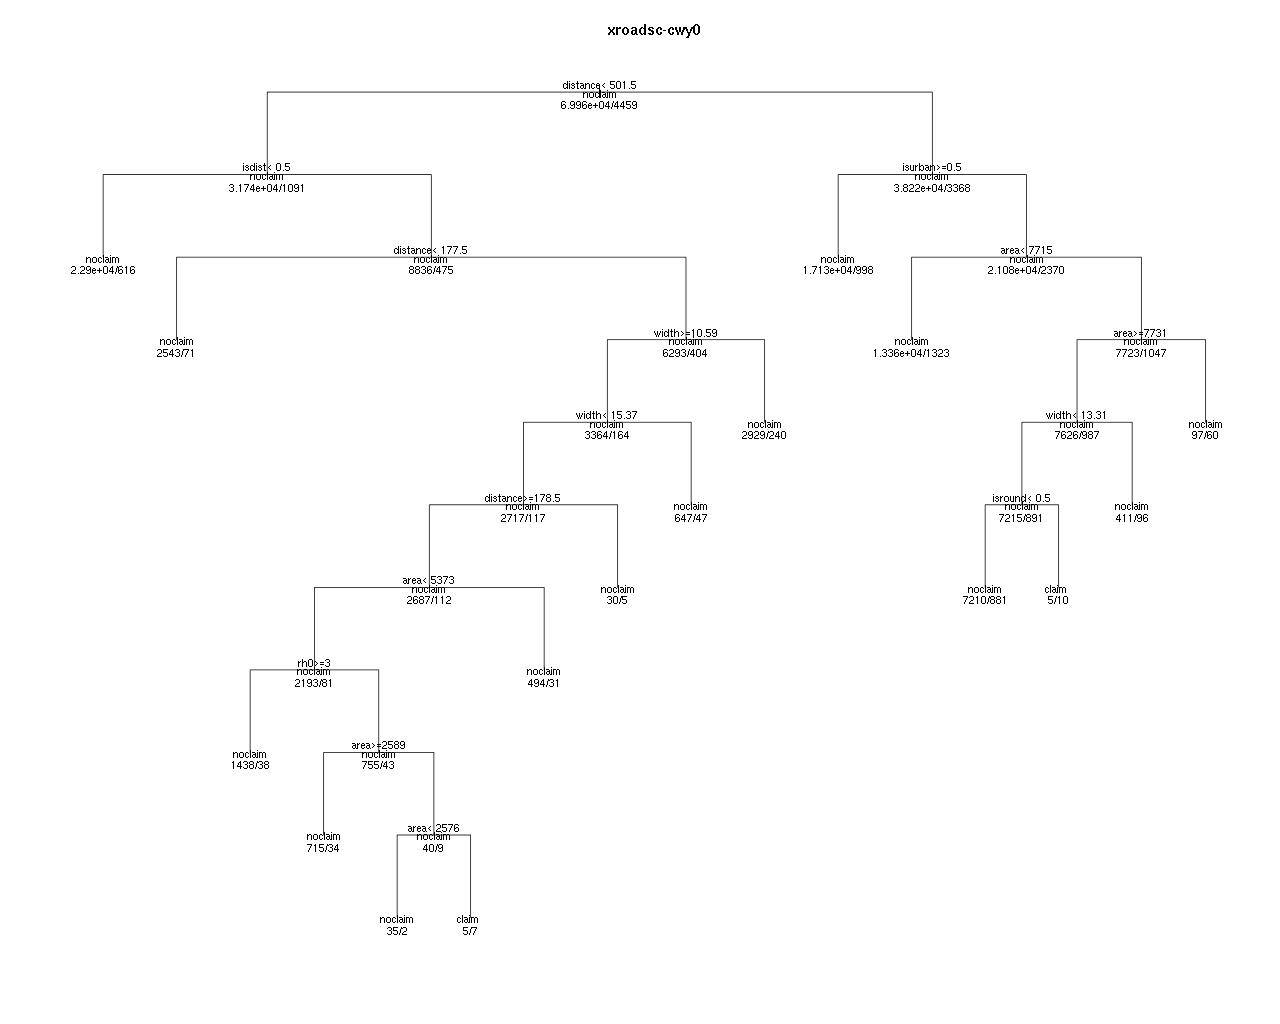 xroadsc-cwy0
distance< 501.5
noclaim
6.996e+04/4459
isdist< 0.5
noclaim
3.174e+04/1091
isurban>=0.5
noclaim
3.822e+04/3368
noclaim
2.29e+04/616
distance< 177.5
noclaim
8836/475
noclaim
1.713e+04/998
area< 7715
noclaim
2.108e+04/2370
noclaim
2543/71
width>=10.59
noclaim
6293/404
noclaim
1.336e+04/1323
area>=7731
noclaim
7723/1047
width< 15.37
noclaim
3364/164
noclaim
2929/240
width< 13.31
noclaim
7626/987
noclaim
97/60
distance>=178.5
noclaim
2717/117
noclaim
647/47
isround< 0.5
noclaim
7215/891
noclaim
411/96
area< 5373
noclaim
2687/112
noclaim
30/5
noclaim
7210/881
claim
5/10
rh0>=3
noclaim
2193/81
noclaim
494/31
noclaim
1438/38
area>=2589
noclaim
755/43
noclaim
715/34
area< 2576
noclaim
40/9
noclaim
35/2
claim
5/7